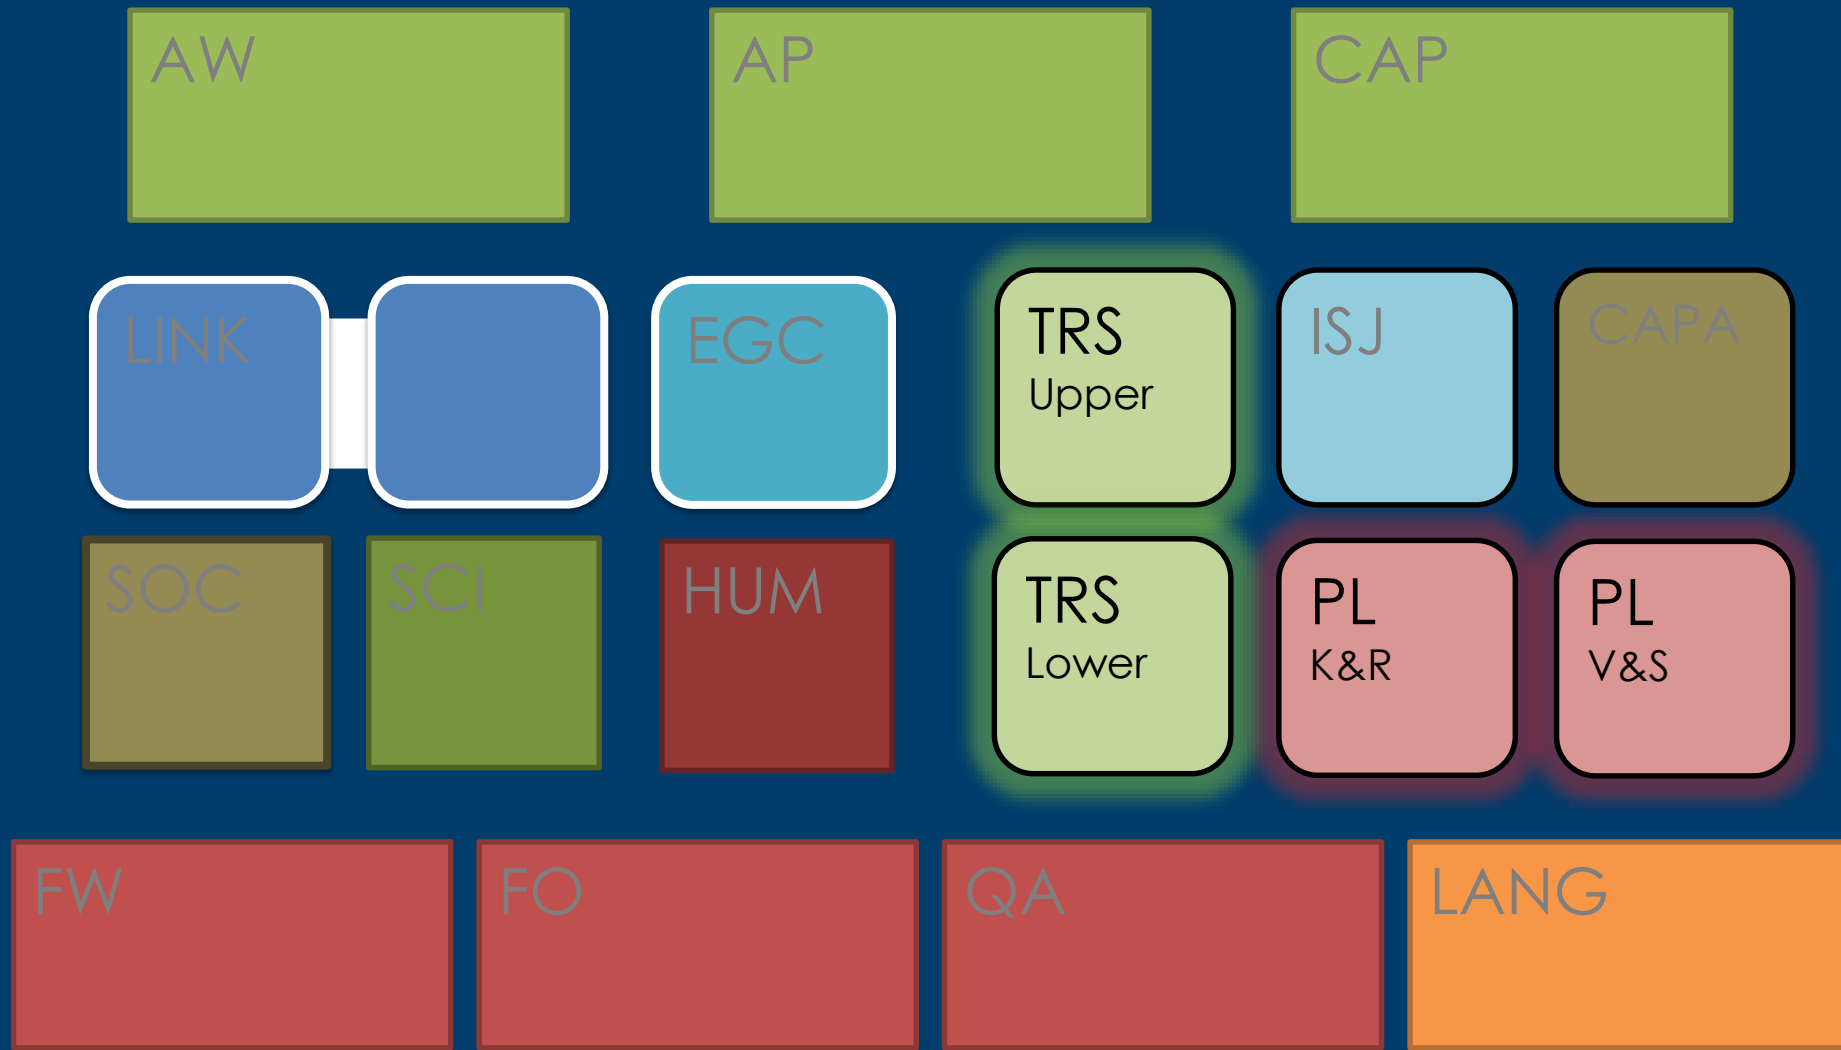 AW
AP
CAP
LINK
EGC
TRS
Upper
ISJ
CAPA
SOC
SCI
HUM
TRS
Lower
PL
K&R
PL
V&S
FW
FO
QA
LANG